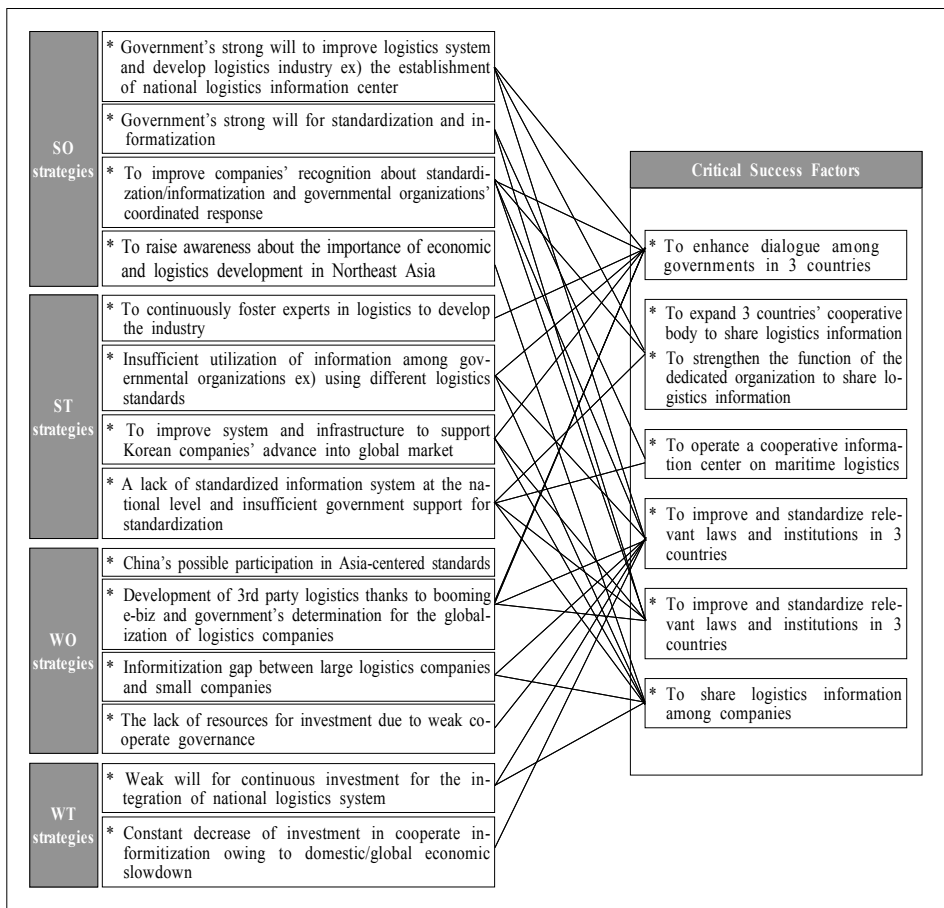 SO
strategies
* Government's strong will to improve logistics system
and develop logistics industry ex) the establishment
of national logistics information center
* Government's strong will for standardization and in-
formatization
* To improve companies' recognition about standardi-
zation/informatization and governmental organizations'
coordinated response
* To raise awareness about the importance of economic
and logistics development in Northeast Asia
ST
strategies
* To continuously foster experts in logistics to develop
the industry
* Insufficient utilization of information among gov-
ernmental organizations ex) using different logistics
standards
* To improve system and infrastructure to support
Korean companies' advance into global market
* A lack of standardized information system at the na-
tional level and insufficient government support for
standardization
WO
strategies
* China's possible participation in Asia-centered standards
* Development of 3rd party logistics thanks to booming
e-biz and government's determination for the global-
ization of logistics companies
* Informitization gap between large logistics companies
and small companies
* The lack of resources for investment due to weak co-
operate governance
WT
strategies
* Weak will for continuous investment for the in-
tegration of national logistics system
* Constant decrease of investment in cooperate in-
formitization owing to domestic/global economic
slowdown
Critical Success Factors
* To enhance dialogue among
governments in 3 countries
* To expand 3 countries' cooperative
body to share logistics information
* To strengthen the function of the
dedicated organization to share lo-
gistics information
* To operate a cooperative informa-
tion center on maritime logistics
* To improve and standardize rele-
vant laws and institutions in 3
countries
* To improve and standardize rele-
vant laws and institutions in 3
countries
* To share logistics information
among companies